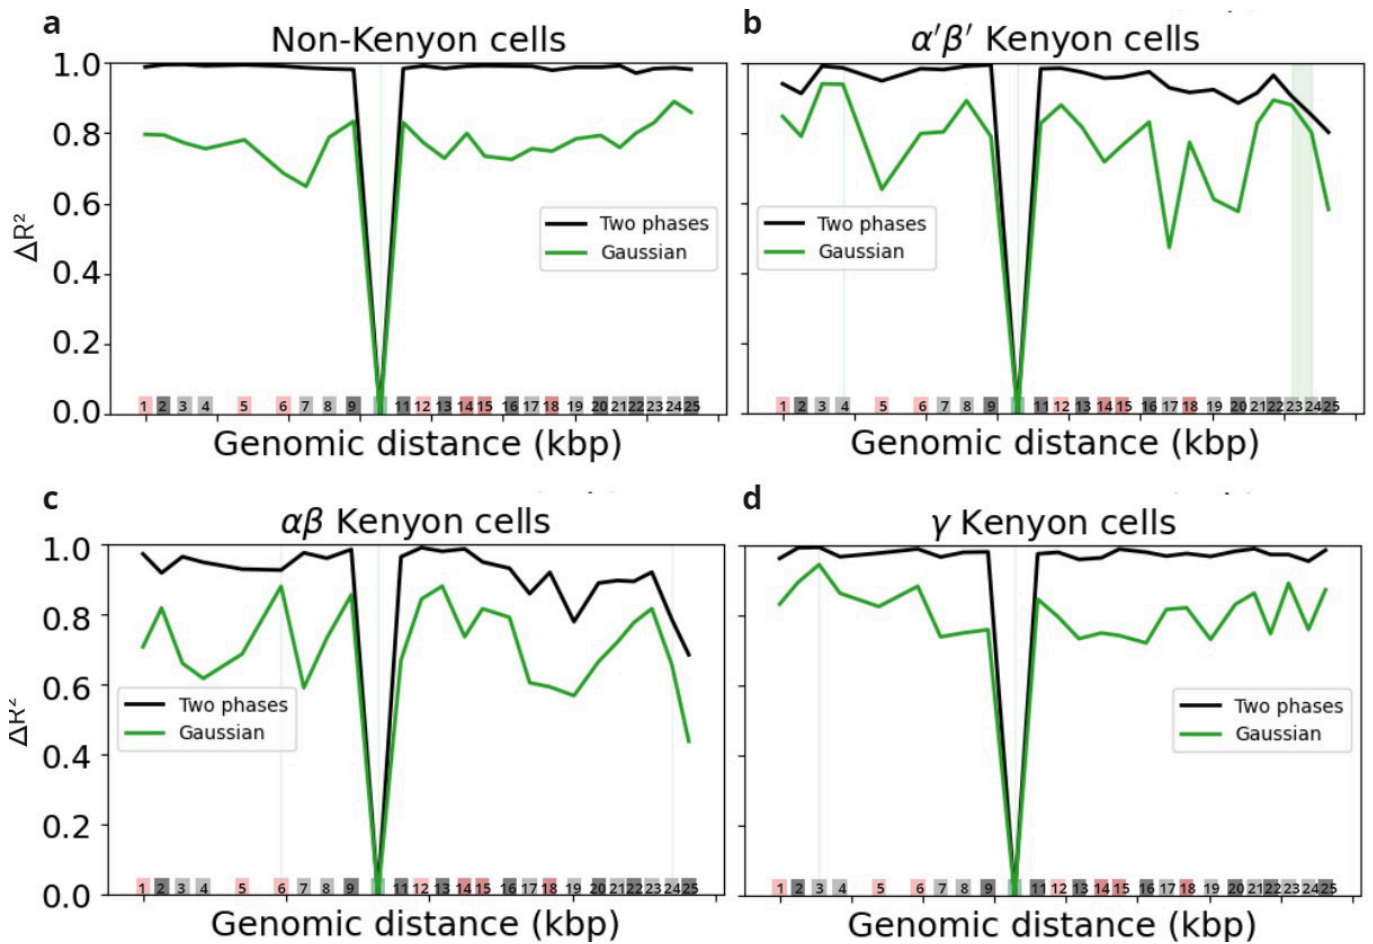 a
Non-Kenyon cells
1.0
0.8
0.6
0.4
0.2
0.0
ΔR²
Two phases
Gaussian
1 2 3 4 5 6 7 8 9 11 12 13 14 15 16 17 18 19 20 21 22 23 24 25
Genomic distance (kbp)
b
α′β′ Kenyon cells
Two phases
Gaussian
1 2 3 4 5 6 7 8 9 11 12 13 14 15 16 17 18 19 20 21 22 23 24 25
Genomic distance (kbp)
c
αβ Kenyon cells
1.0
0.8
0.6
0.4
0.2
0.0
ΔR²
Two phases
Gaussian
1 2 3 4 5 6 7 8 9 11 12 13 14 15 16 17 18 19 20 21 22 23 24 25
Genomic distance (kbp)
d
γ Kenyon cells
Two phases
Gaussian
1 2 3 4 5 6 7 8 9 11 12 13 14 15 16 17 18 19 20 21 22 23 24 25
Genomic distance (kbp)